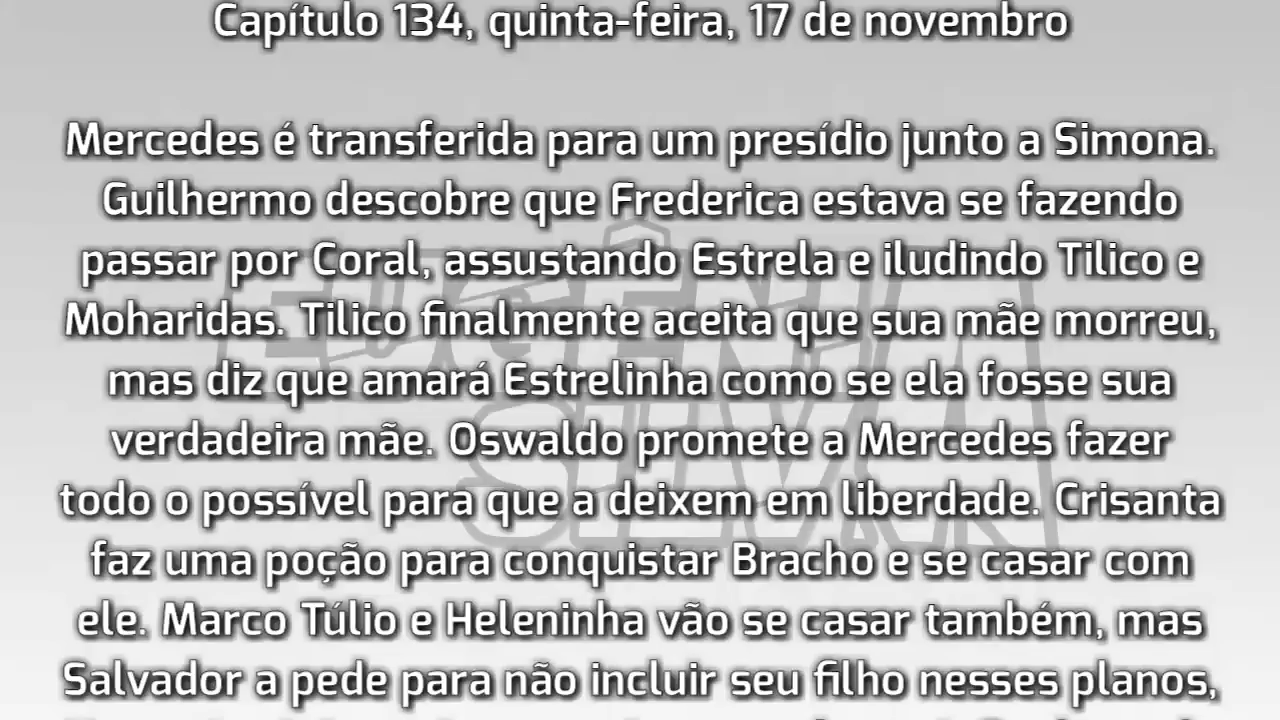 Capítulo 134, quinta-feira, 17 de novembro
Mercedes é transferida para um presídio junto a Simona.
Guilhermo descobre que Frederica estava se fazendo
passar por Coral, assustando Estrela e iludindo Tilico e
Moharidas. Tilico finalmente aceita que sua mãe morreu,
mas diz que amará Estrelinha como se ela fosse sua
verdadeira mãe. Oswaldo promete a Mercedes fazer
todo o possível para que a deixem em liberdade. Crisanta
faz uma poção para conquistar Bracho e se casar com
ele. Marco Túlio e Heleninha vão se casar também, mas
Salvador a pede para não incluir seu filho nesses planos,
EUGÊNIA
SILVA